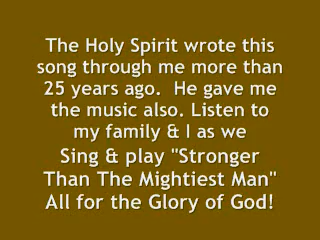 The Holy Spirit wrote this
song through me more than
25 years ago.  He gave me
the music also. Listen to
my family & I as we
Sing & play "Stronger
Than The Mightiest Man"
All for the Glory of God!